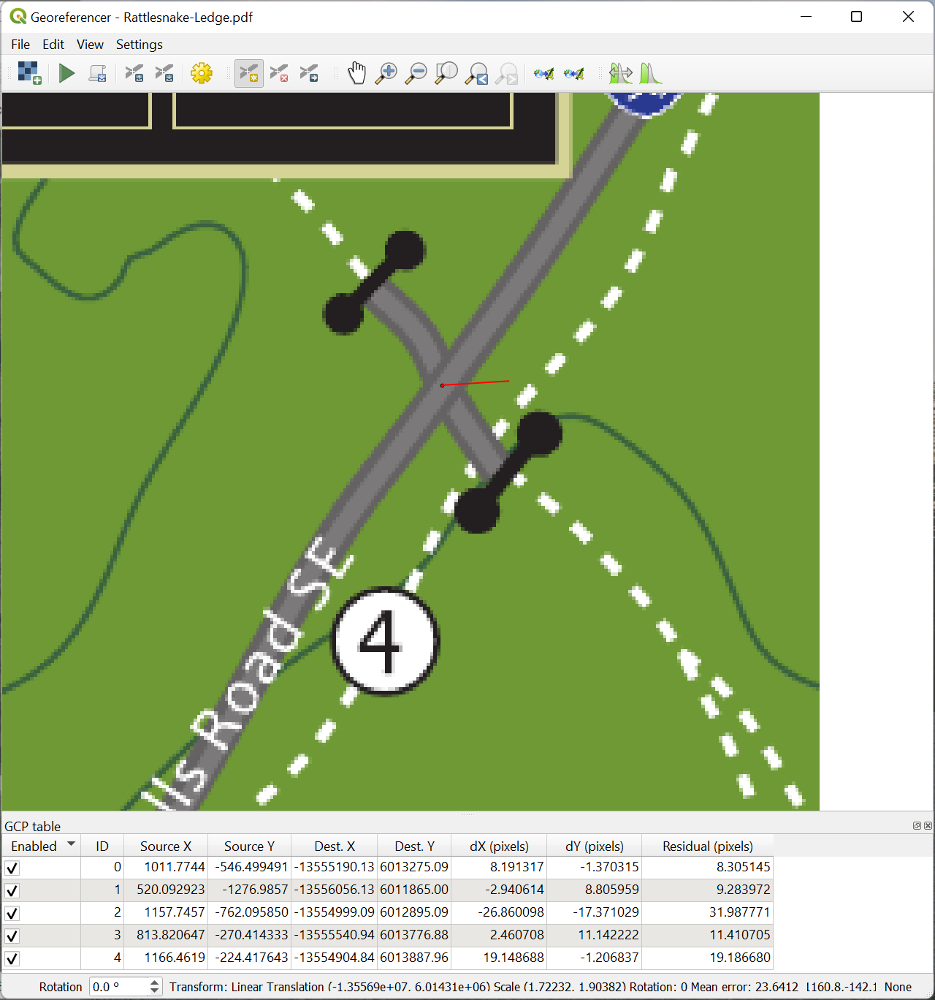 Georeferencer - Rattlesnake-Ledge.pdf
File Edit View Settings
4
lls Road SE
GCP table
Enabled ID Source X Source Y Dest. X Dest. Y dX (pixels) dY (pixels) Residual (pixels)
0 1011.7744 -546.499491 -13555190.13 6013275.09 8.191317 -1.370315 8.305145
1 520.092923 -1276.9857 -13556056.13 6011865.00 -2.940614 8.805959 9.283972
2 1157.7457 -762.095850 -13554999.09 6012895.09 -26.860098 -17.371029 31.987771
3 813.820647 -270.414333 -13555540.94 6013776.88 2.460708 11.142222 11.410705
4 1166.4619 -224.417643 -13554904.84 6013887.96 19.148688 -1.206837 19.186680
Rotation 0.0 ° Transform: Linear Translation (-1.35569e+07, 6.01431e+06) Scale (1.72232, 1.90382) Rotation: 0 Mean error: 23.6412 1160.8,-142.1 None